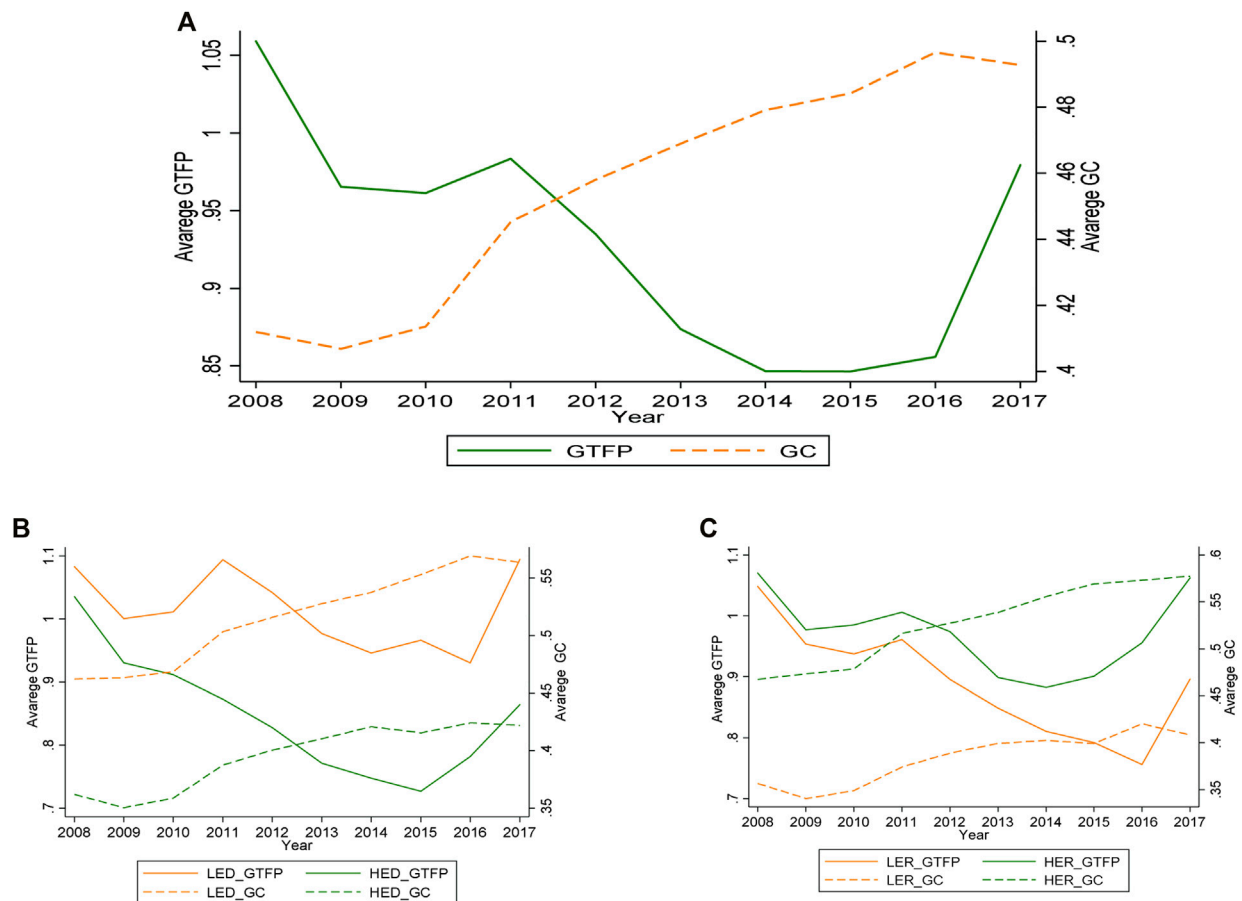 A
Avarege GTFP
.85 .9 .95 1 1.05
Avarege GC
.4 .42 .44 .46 .48 .5
2008 2009 2010 2011 2012 2013 2014 2015 2016 2017
Year
GTFP GC
B
Avarege GTFP
.7 .8 .9 1 1.1
Avarege GC
.35 .4 .45 .5 .55
2008 2009 2010 2011 2012 2013 2014 2015 2016 2017
Year
LED_GTFP HED_GTFP
LED_GC HED_GC
C
Avarege GTFP
.7 .8 .9 1 1.1
Avarege GC
.35 .4 .45 .5 .55 .6
2008 2009 2010 2011 2012 2013 2014 2015 2016 2017
Year
LER_GTFP HER_GTFP
LER_GC HER_GC